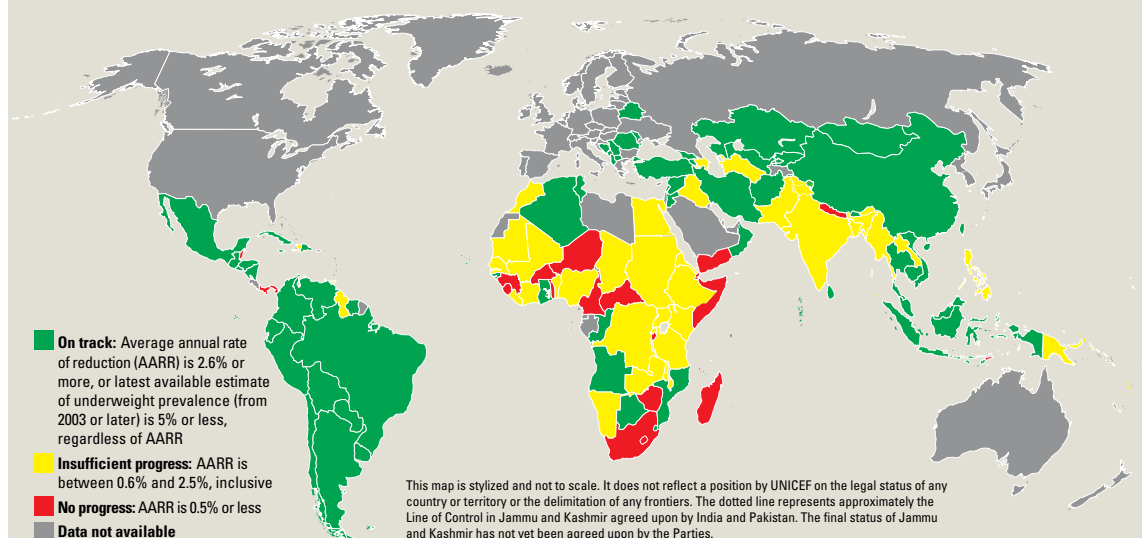 On track: Average annual rate
of reduction (AARR) is 2.6% or
more, or latest available estimate
of underweight prevalence (from
2003 or later) is 5% or less,
regardless of AARR
Insufficient progress: AARR is
between 0.6% and 2.5%, inclusive
No progress: AARR is 0.5% or less
Data not available
This map is stylized and not to scale. It does not reflect a position by UNICEF on the legal status of any
country or territory or the delimitation of any frontiers. The dotted line represents approximately the
Line of Control in Jammu and Kashmir agreed upon by India and Pakistan. The final status of Jammu
and Kashmir has not yet been agreed upon by the Parties.